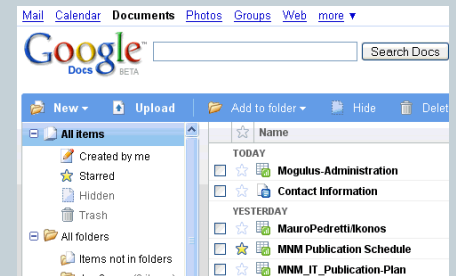 Mail Calendar Documents Photos Groups Web more ▼
Google
Docs BETA
Search Docs
New Upload Add to folder Hide Delet
All items
Name
Created by me
TODAY
Starred
Mogulus-Administration
Hidden
Contact Information
Trash
YESTERDAY
All folders
MauroPedretti/Ikonos
MNM Publication Schedule
Items not in folders
MNM_IT_Publication-Plan